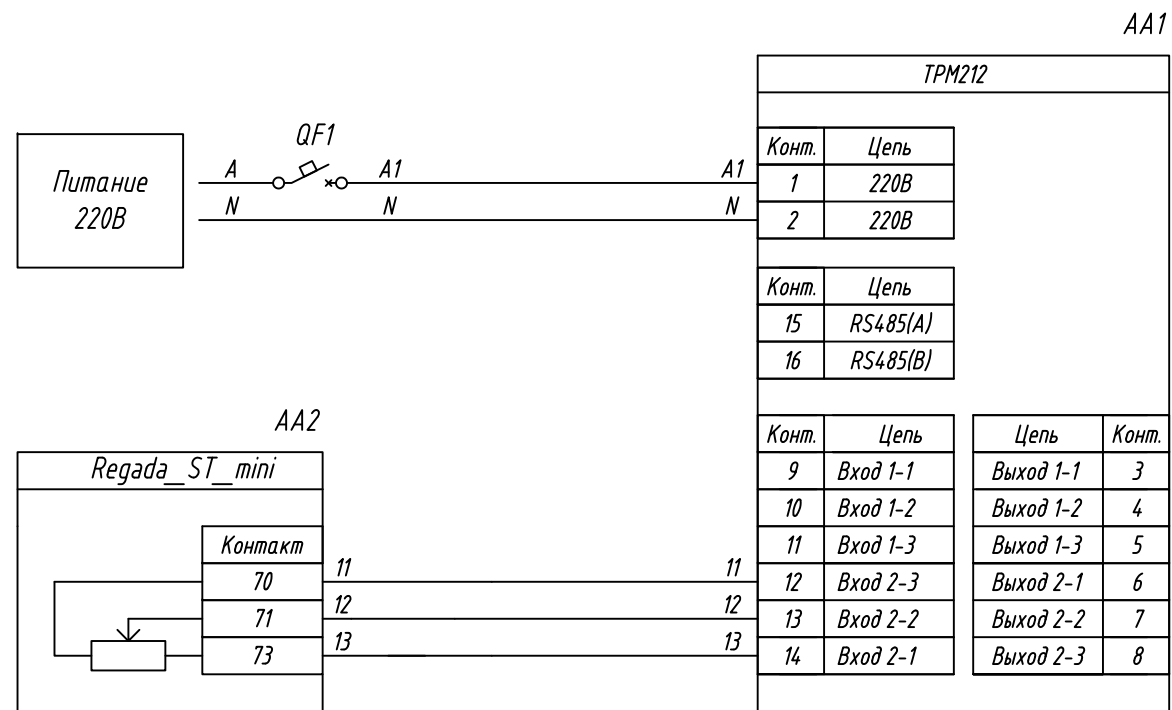 AA1
ТРМ212
QF1
Питание
220В
A
A1
A1
N
N
N
Конт. Цепь
1 220В
2 220В
Конт. Цепь
15 RS485(A)
16 RS485(B)
AA2
Regada_ST_mini
Контакт
70
71
73
11
12
13
11
12
13
Конт. Цепь
9 Вход 1-1
10 Вход 1-2
11 Вход 1-3
12 Вход 2-3
13 Вход 2-2
14 Вход 2-1
Цепь Конт.
Выход 1-1 3
Выход 1-2 4
Выход 1-3 5
Выход 2-1 6
Выход 2-2 7
Выход 2-3 8